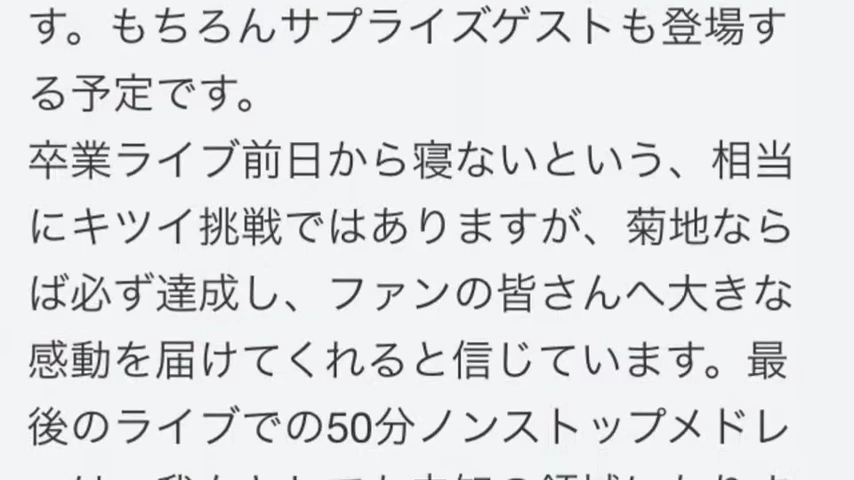 す。もちろんサプライズゲストも登場す
る予定です。
卒業ライブ前日から寝ないという、相当
にキツイ挑戦ではありますが、菊地なら
ば必ず達成し、ファンの皆さんへ大きな
感動を届けてくれると信じています。最
後のライブでの50分ノンストップメドレ